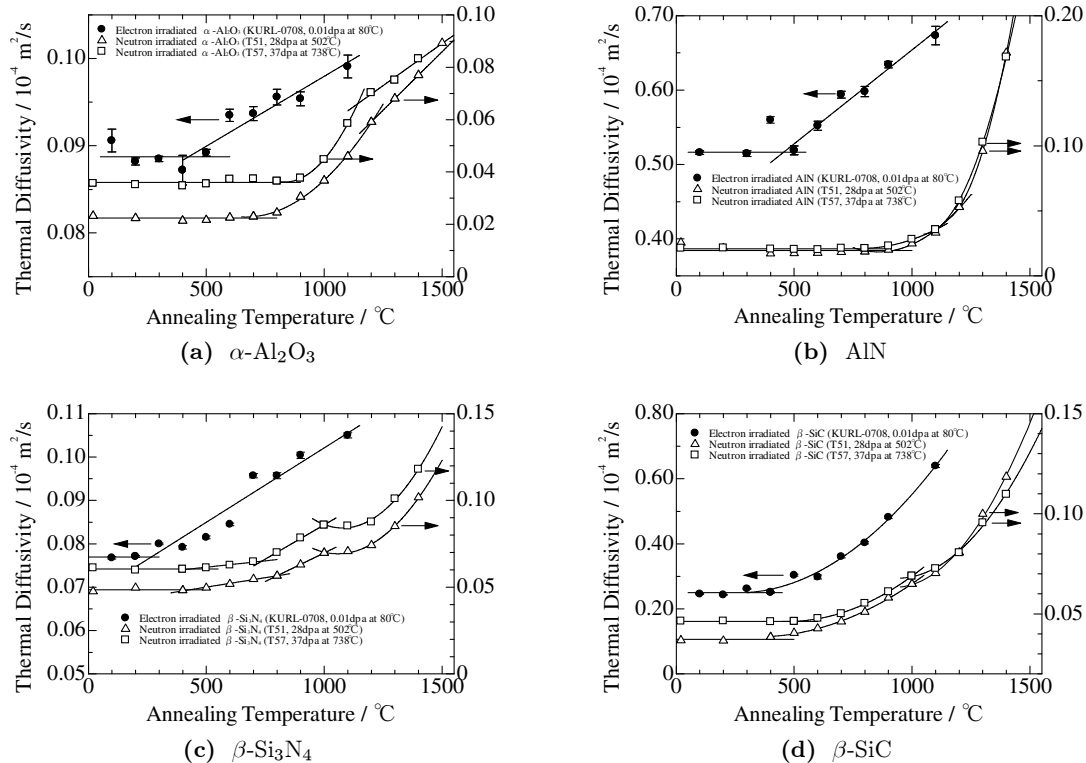 0.10
0.09
0.08
Thermal Diffusivity / 10⁻⁴ m²/s
Electron irradiated α-Al₂O₃ (KURL-0708, 0.01dpa at 80℃)
Neutron irradiated α-Al₂O₃ (T51, 28dpa at 502℃)
Neutron irradiated α-Al₂O₃ (T57, 37dpa at 738℃)
0.10
0.08
0.06
0.04
0.02
0
0 500 1000 1500
Annealing Temperature / ℃
(a) α-Al₂O₃
0.70
0.60
0.50
0.40
Thermal Diffusivity / 10⁻⁴ m²/s
Electron irradiated AlN (KURL-0708, 0.01dpa at 80℃)
Neutron irradiated AlN (T51, 28dpa at 502℃)
Neutron irradiated AlN (T57, 37dpa at 738℃)
0.20
0.10
0
0 500 1000 1500
Annealing Temperature / ℃
(b) AlN
0.11
0.10
0.09
0.08
0.07
0.06
0.05
Thermal Diffusivity / 10⁻⁴ m²/s
Electron irradiated β-Si₃N₄ (KURL-0708, 0.01dpa at 80℃)
Neutron irradiated β-Si₃N₄ (T51, 28dpa at 502℃)
Neutron irradiated β-Si₃N₄ (T57, 37dpa at 738℃)
0.15
0.10
0.05
0
0 500 1000 1500
Annealing Temperature / ℃
(c) β-Si₃N₄
0.80
0.60
0.40
0.20
0
Thermal Diffusivity / 10⁻⁴ m²/s
Electron irradiated β-SiC (KURL-0708, 0.01dpa at 80℃)
Neutron irradiated β-SiC (T51, 28dpa at 502℃)
Neutron irradiated β-SiC (T57, 37dpa at 738℃)
0.15
0.10
0.05
0
0 500 1000 1500
Annealing Temperature / ℃
(d) β-SiC